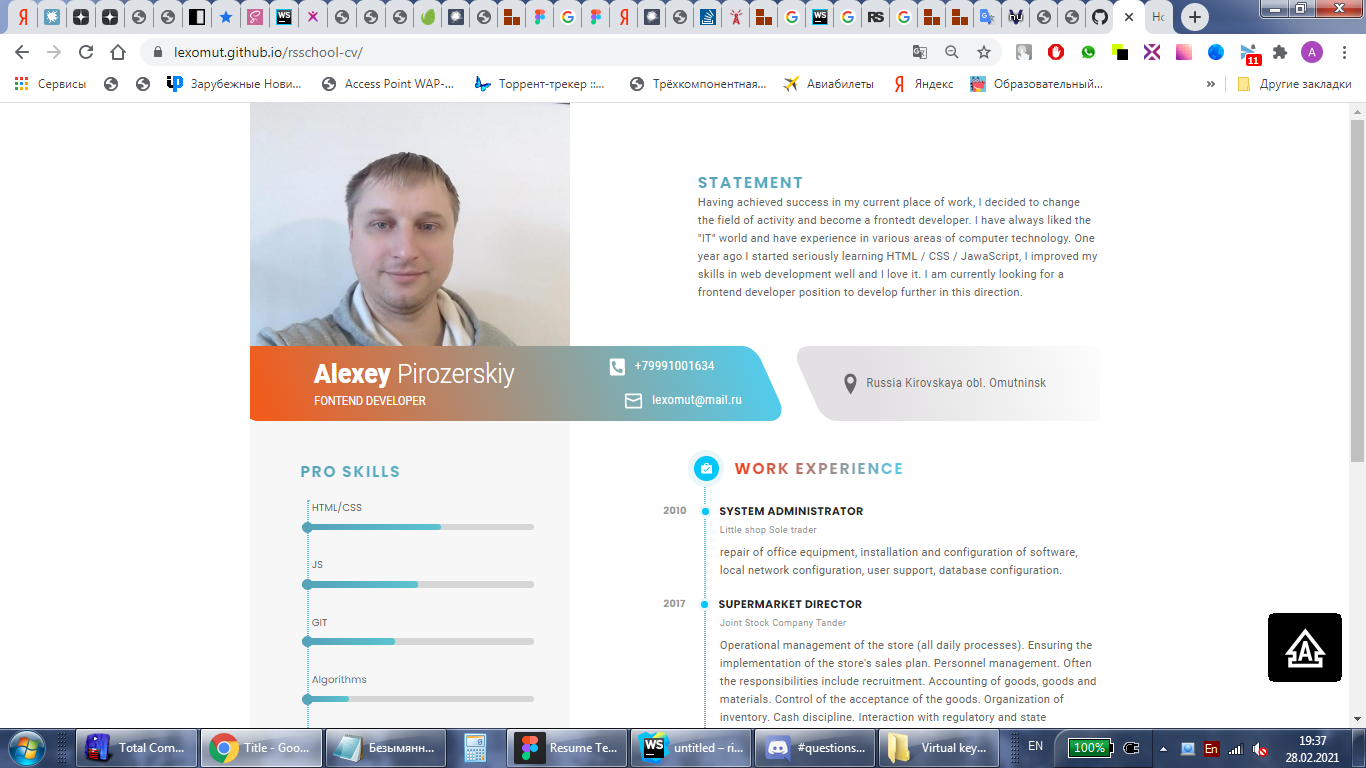 Но
lexomut.github.io/rsschool-cv/
11
A
Сервисы
Зарубежные Нови...
Access Point WAP-...
Торрент-трекер ::...
Трёхкомпонентная...
Авиабилеты
Яндекс
Образовательный...
»
Другие закладки
STATEMENT
Having achieved success in my current place of work, I decided to change
the field of activity and become a frontedt developer. I have always liked the
"IT" world and have experience in various areas of computer technology. One
year ago I started seriously learning HTML / CSS / JawaScript, I improved my
skills in web development well and I love it. I am currently looking for a
frontend developer position to develop further in this direction.
Alexey Pirozerskiy
FONTEND DEVELOPER
+79991001634
lexomut@mail.ru
Russia Kirovskaya obl. Omutninsk
PRO SKILLS
HTML/CSS
JS
GIT
Algorithms
WORK EXPERIENCE
2010
SYSTEM ADMINISTRATOR
Little shop Sole trader
repair of office equipment, installation and configuration of software,
local network configuration, user support, database configuration.
2017
SUPERMARKET DIRECTOR
Joint Stock Company Tander
Operational management of the store (all daily processes). Ensuring the
implementation of the store's sales plan. Personnel management. Often
the responsibilities include recruitment. Accounting of goods, goods and
materials. Control of the acceptance of the goods. Organization of
inventory. Cash discipline. Interaction with regulatory and state
Total Com...
Title - Goo...
Безымянн...
Resume Te...
untitled – ri...
#questions...
Virtual key...
EN
100%
En
19:37
28.02.2021